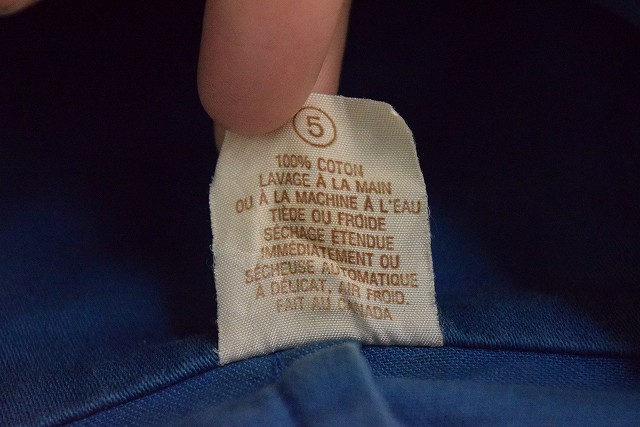 5
100% COTON
LAVAGE À LA MAIN
OU À LA MACHINE À L'EAU
TIÈDE OU FROIDE
SÉCHAGE ÉTENDUE
IMMÉDIATEMENT OU
SÉCHEUSE AUTOMATIQUE
À DÉLICAT, AIR FROID.
FAIT AU CANADA